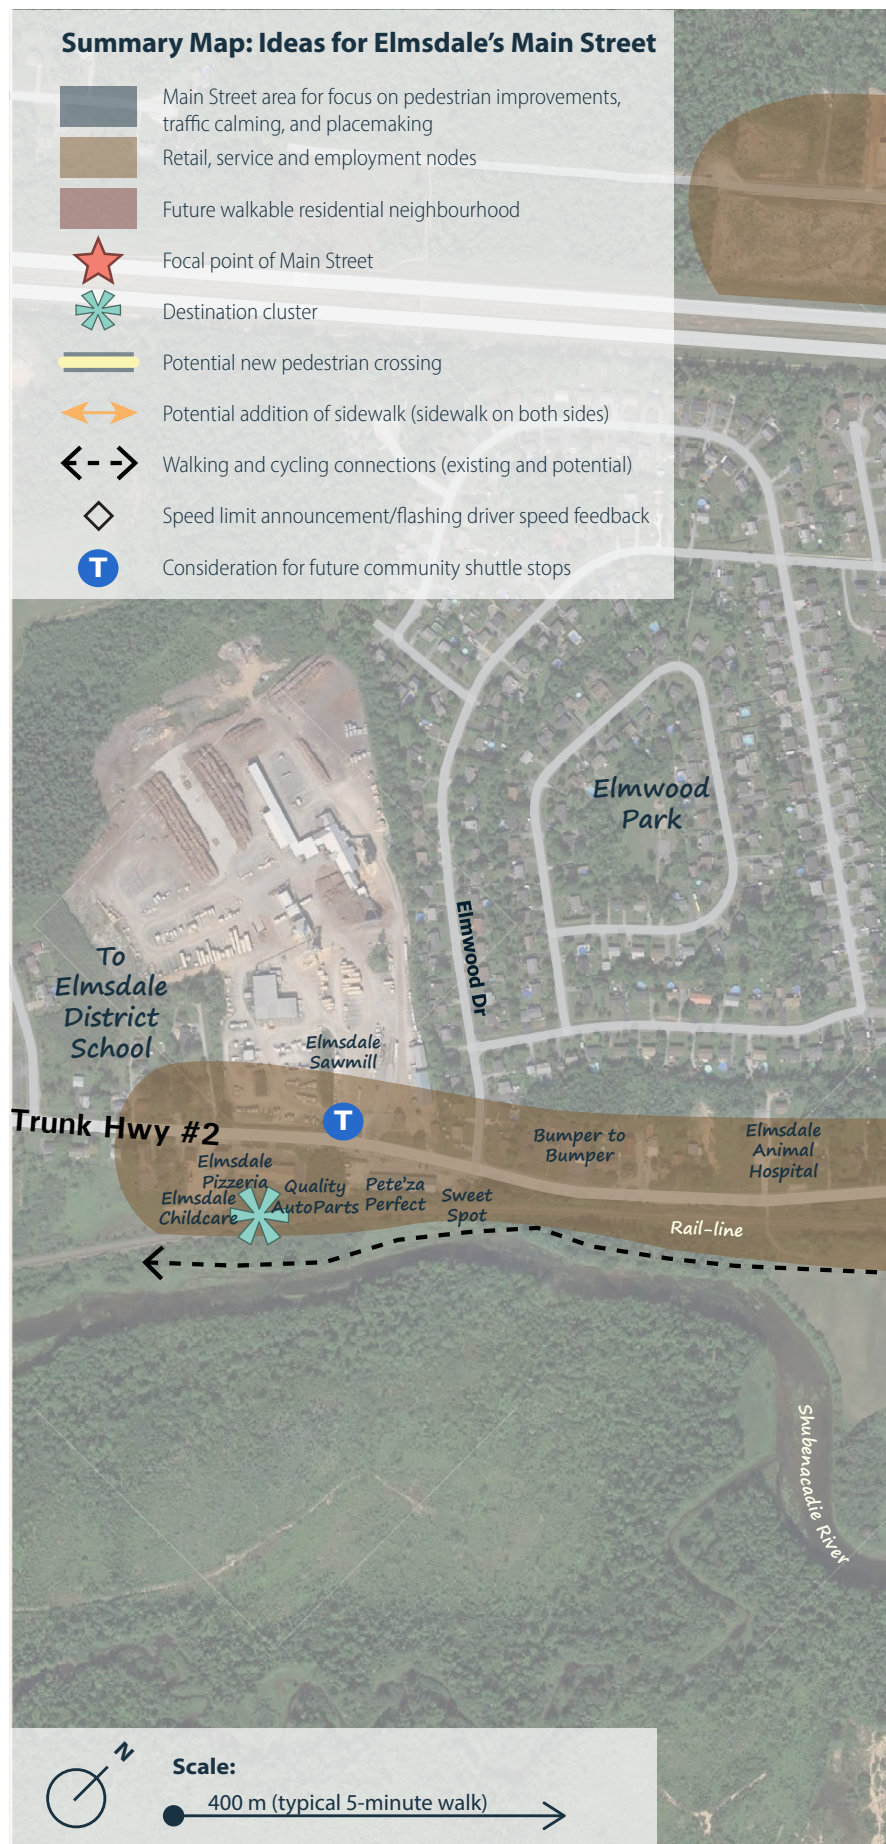 Summary Map: Ideas for Elmsdale's Main Street
Main Street area for focus on pedestrian improvements,
traffic calming, and placemaking
Retail, service and employment nodes
Future walkable residential neighbourhood
Focal point of Main Street
Destination cluster
Potential new pedestrian crossing
Potential addition of sidewalk (sidewalk on both sides)
Walking and cycling connections (existing and potential)
Speed limit announcement/flashing driver speed feedback
T
Consideration for future community shuttle stops
Elmwood
Park
Elmwood Dr
To
Elmsdale
District
School
Elmsdale
Sawmill
T
Trunk Hwy #2
Bumper to
Bumper
Elmsdale
Animal
Hospital
Elmsdale
Pizzeria
Elmsdale
Childcare
Quality
AutoParts
Pete'za
Perfect
Sweet
Spot
Rail-line
Shubenacadie River
N
Scale:
400 m (typical 5-minute walk)